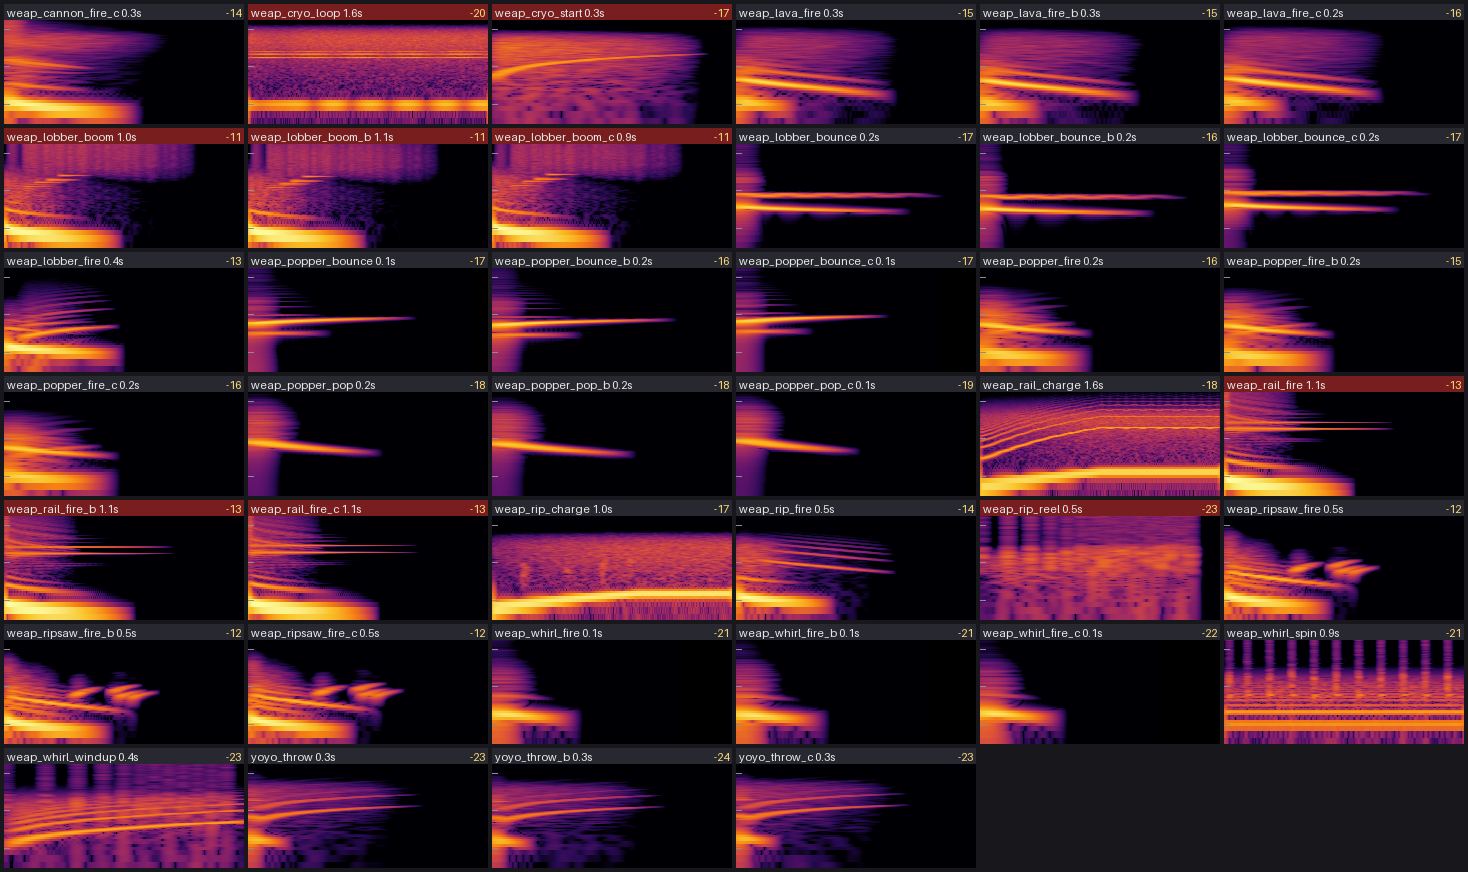 weap_cannon_fire_c 0.3s -14 weap_cryo_loop 1.6s -20 weap_cryo_start 0.3s -17 weap_lava_fire 0.3s -15 weap_lava_fire_b 0.3s -15 weap_lava_fire_c 0.2s -16
weap_lobber_boom 1.0s -11 weap_lobber_boom_b 1.1s -11 weap_lobber_boom_c 0.9s -11 weap_lobber_bounce 0.2s -17 weap_lobber_bounce_b 0.2s -16 weap_lobber_bounce_c 0.2s -17
weap_lobber_fire 0.4s -13 weap_popper_bounce 0.1s -17 weap_popper_bounce_b 0.2s -16 weap_popper_bounce_c 0.1s -17 weap_popper_fire 0.2s -16 weap_popper_fire_b 0.2s -15
weap_popper_fire_c 0.2s -16 weap_popper_pop 0.2s -18 weap_popper_pop_b 0.2s -18 weap_popper_pop_c 0.1s -19 weap_rail_charge 1.6s -18 weap_rail_fire 1.1s -13
weap_rail_fire_b 1.1s -13 weap_rail_fire_c 1.1s -13 weap_rip_charge 1.0s -17 weap_rip_fire 0.5s -14 weap_rip_reel 0.5s -23 weap_ripsaw_fire 0.5s -12
weap_ripsaw_fire_b 0.5s -12 weap_ripsaw_fire_c 0.5s -12 weap_whirl_fire 0.1s -21 weap_whirl_fire_b 0.1s -21 weap_whirl_fire_c 0.1s -22 weap_whirl_spin 0.9s -21
weap_whirl_windup 0.4s -23 yoyo_throw 0.3s -23 yoyo_throw_b 0.3s -24 yoyo_throw_c 0.3s -23